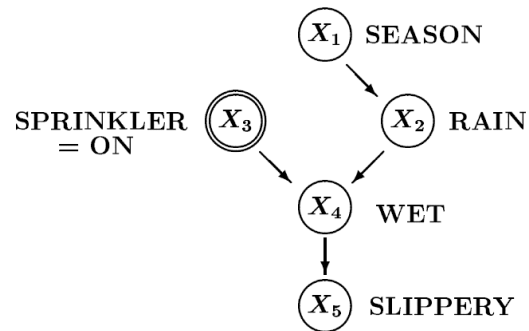 X₁ SEASON
SPRINKLER
= ON
X₃
X₂ RAIN
X₄ WET
X₅ SLIPPERY